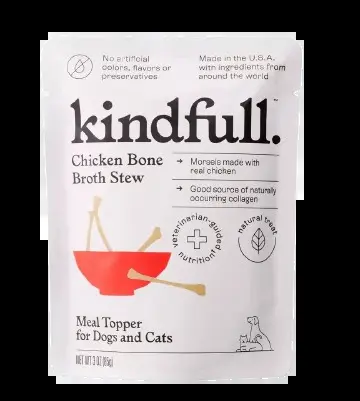 No artificial
colors, flavors or
preservatives
Made in the U.S.A.
with ingredients from
around the world
kindfull.™
Chicken Bone
Broth Stew
→ Morsels made with
real chicken
→ Good source of naturally
occurring collagen
veterinarian-guided nutrition†
natural treat
Meal Topper
for Dogs and Cats
NET WT 3 OZ (85g)